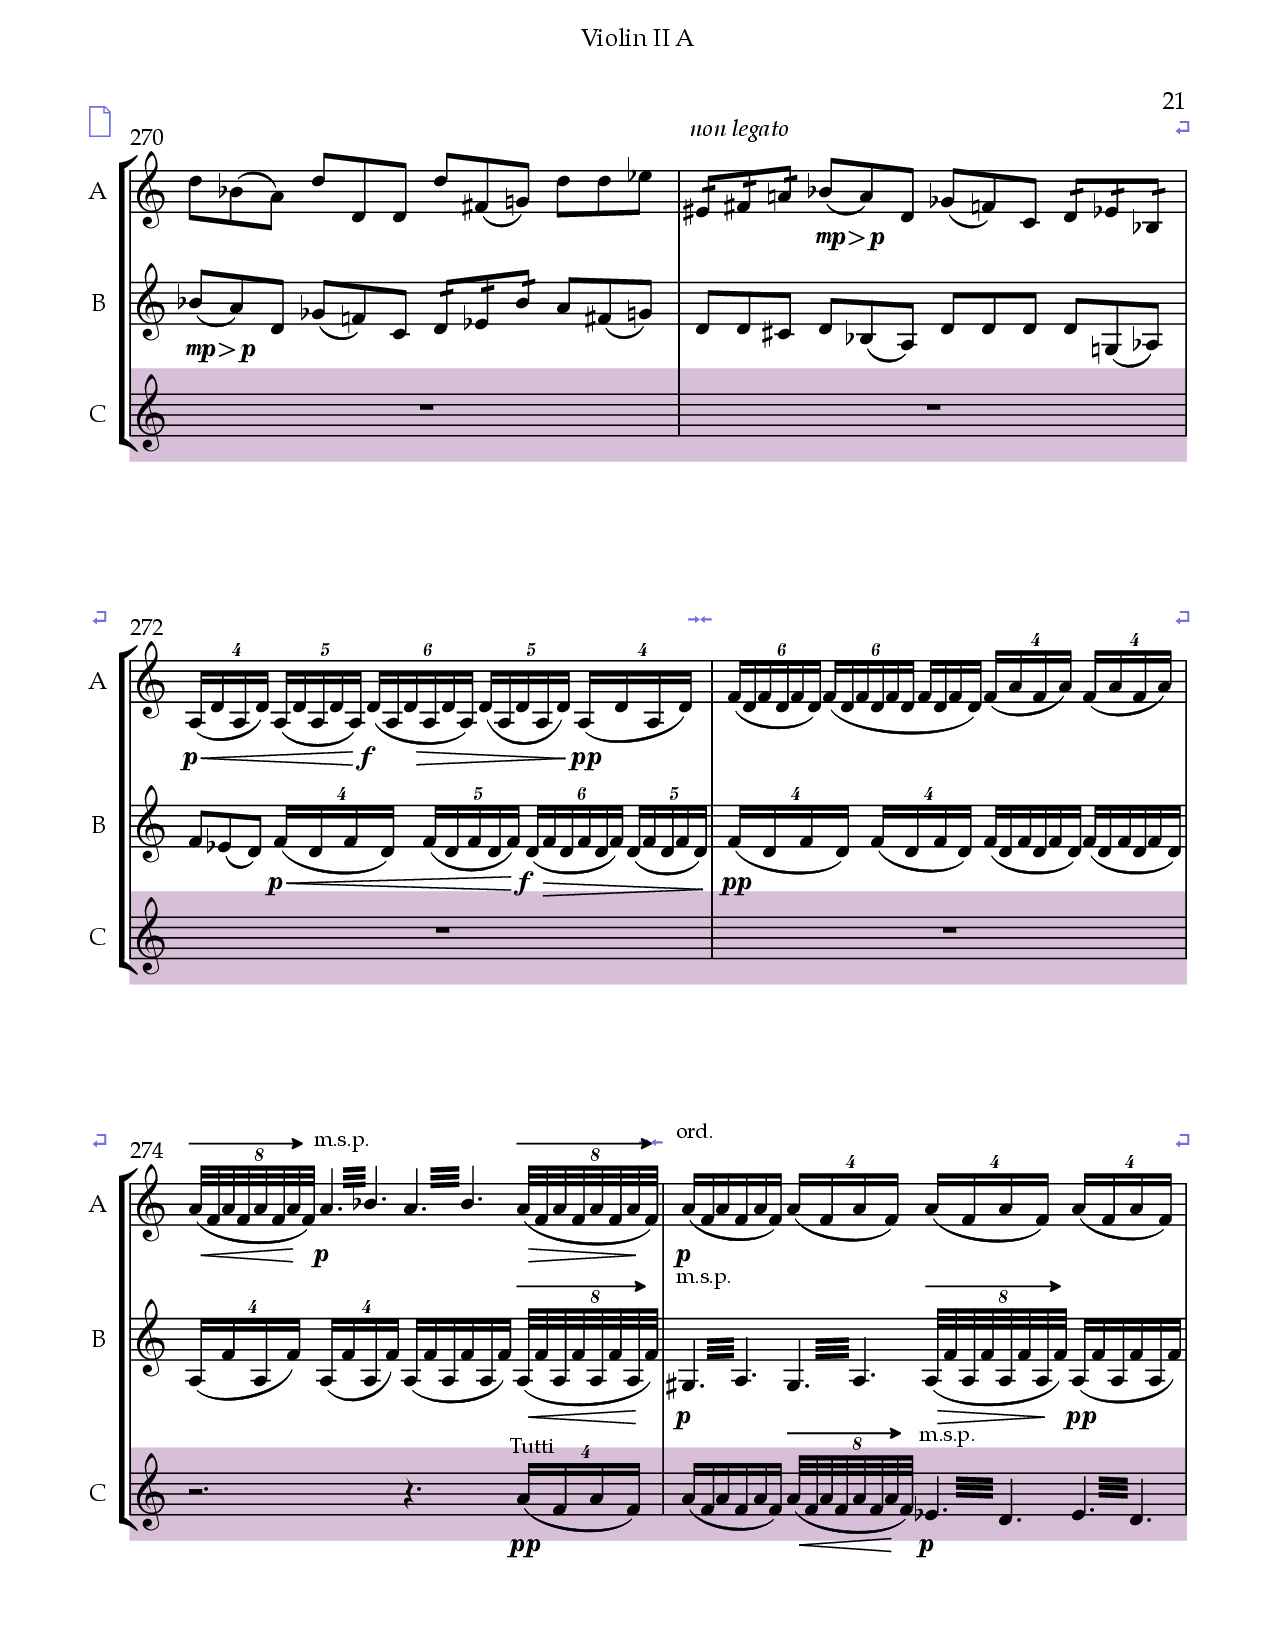 Violin II A
21
270
non legato
A
mp p
B
mp p
C
272
4 5 6 5 4 6 6 4 4
A
p f pp
4 5 6 5 4 4
B
p f pp
C
274
m.s.p. ord.
8 8 4 4 4
A
p p
m.s.p.
4 4 8 8
B
p pp
Tutti m.s.p.
4 8
C
pp p